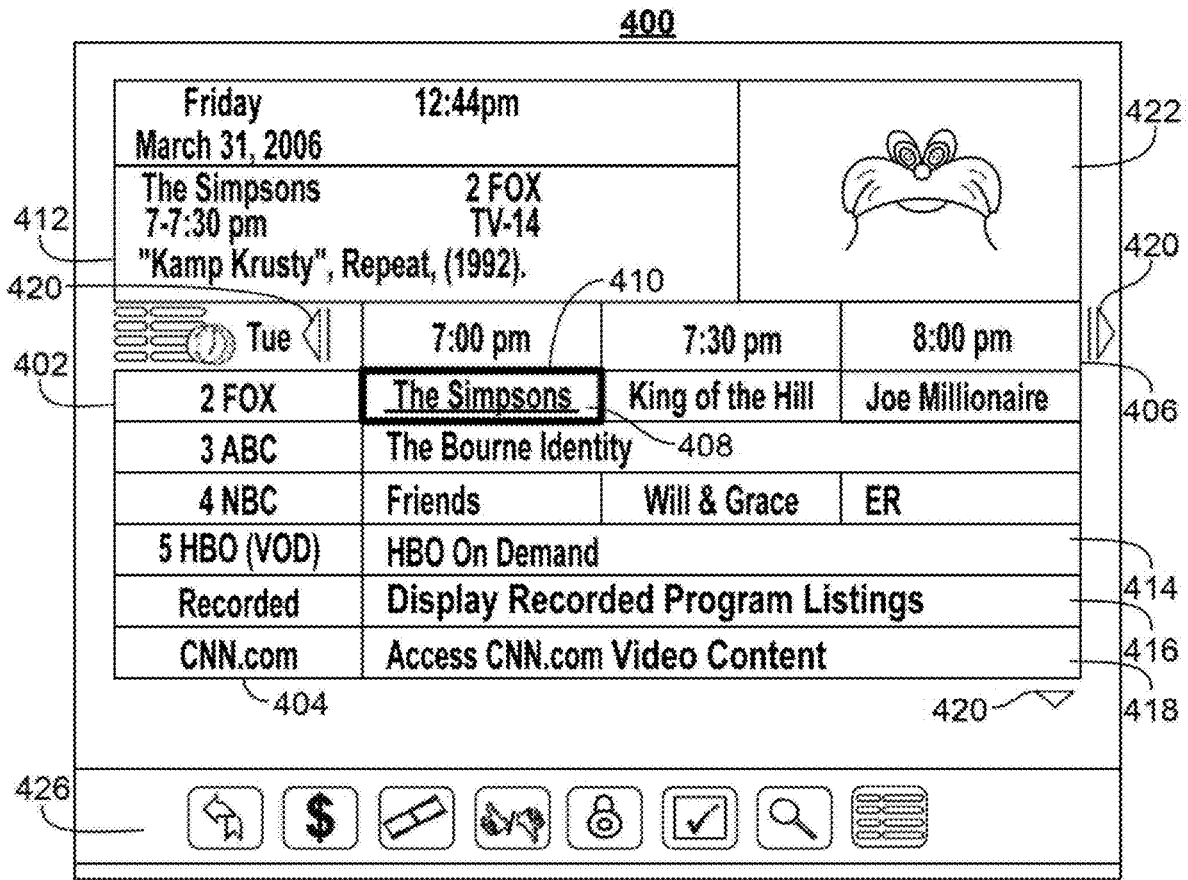 400
Friday 12:44pm
March 31, 2006
The Simpsons 2 FOX
7-7:30 pm TV-14
"Kamp Krusty", Repeat, (1992).
422
412
420
410
420
Tue 7:00 pm 7:30 pm 8:00 pm
402
406
2 FOX The Simpsons King of the Hill Joe Millionaire
3 ABC The Bourne Identity
408
4 NBC Friends Will & Grace ER
5 HBO (VOD) HBO On Demand
414
Recorded Display Recorded Program Listings
416
CNN.com Access CNN.com Video Content
418
404
420
426
$